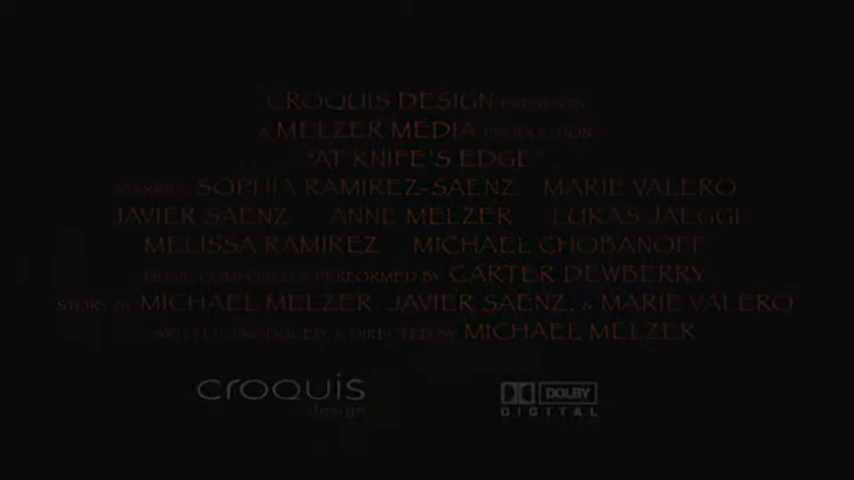 CROQUIS DESIGN PRESENTS
A MELZER MEDIA PRODUCTION
"AT KNIFE'S EDGE"
STARRING SOPHIA RAMIREZ-SAENZ MARIE VALERO
JAVIER SAENZ ANNE MELZER LUKAS JAEGGI
MELISSA RAMIREZ MICHAEL CHOBANOFF
MUSIC COMPOSED & PERFORMED BY CARTER DEWBERRY
STORY BY MICHAEL MELZER, JAVIER SAENZ, & MARIE VALERO
WRITTEN, PRODUCED, & DIRECTED BY MICHAEL MELZER
croquis design
DOLBY DIGITAL